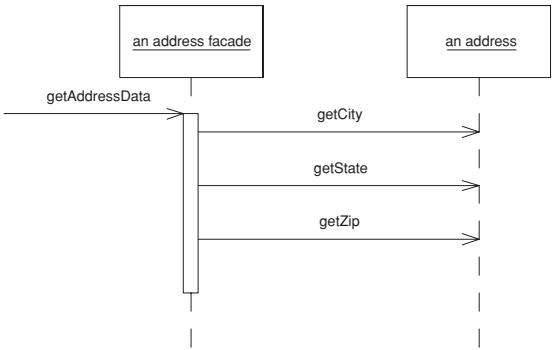 an address facade
an address
getAddressData
getCity
getState
getZip